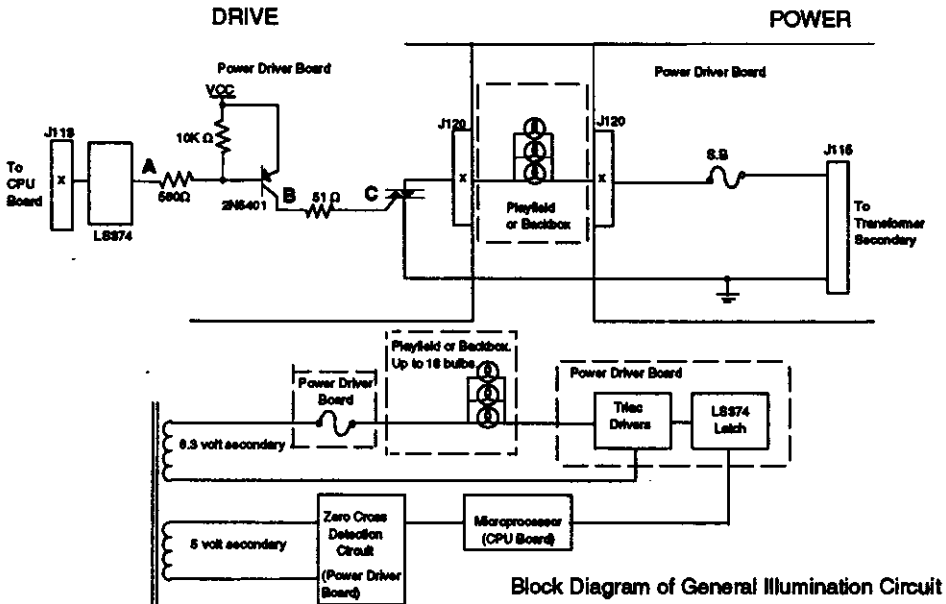 DRIVE
POWER
Power Driver Board
Power Driver Board
VCC
J113
J120
J120
S.B
J115
10K Ω
To
CPU
Board
X
A
B
C
X
X
560Ω
2N5401
51 Ω
LS374
Playfield
or Backbox
To
Transformer
Secondary
Playfield or Backbox.
Up to 18 bulbs
Power Driver
Board
Power Driver Board
Triac
Drivers
LS374
Latch
6.3 volt secondary
5 volt secondary
Zero Cross
Detection
Circuit
(Power Driver
Board)
Microprocessor
(CPU Board)
Block Diagram of General Illumination Circuit